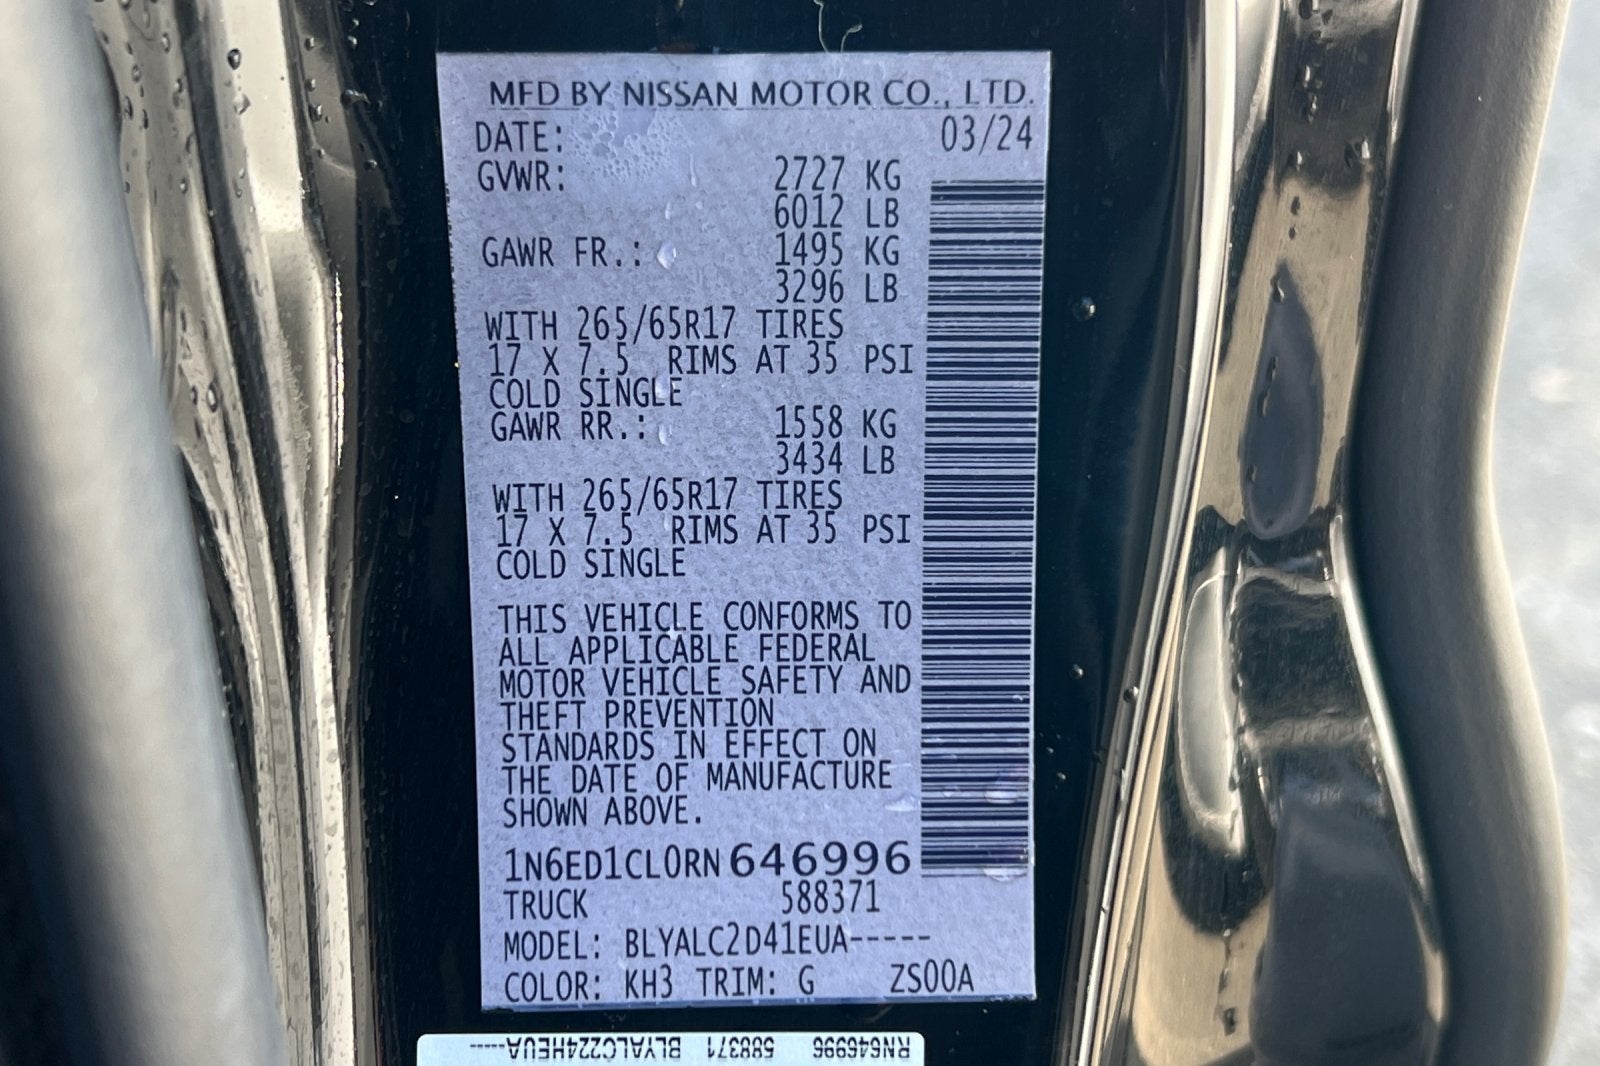 MFD BY NISSAN MOTOR CO., LTD.
DATE: 03/24
GVWR: 2727 KG
6012 LB
GAWR FR.: 1495 KG
3296 LB
WITH 265/65R17 TIRES
17 X 7.5 RIMS AT 35 PSI
COLD SINGLE
GAWR RR.: 1558 KG
3434 LB
WITH 265/65R17 TIRES
17 X 7.5 RIMS AT 35 PSI
COLD SINGLE
THIS VEHICLE CONFORMS TO
ALL APPLICABLE FEDERAL
MOTOR VEHICLE SAFETY AND
THEFT PREVENTION
STANDARDS IN EFFECT ON
THE DATE OF MANUFACTURE
SHOWN ABOVE.
1N6ED1CL0RN646996
TRUCK 588371
MODEL: BLYALC2D41EUA-----
COLOR: KH3 TRIM: G ZS00A
RN646996 588371 BLYALC224HEUA-----